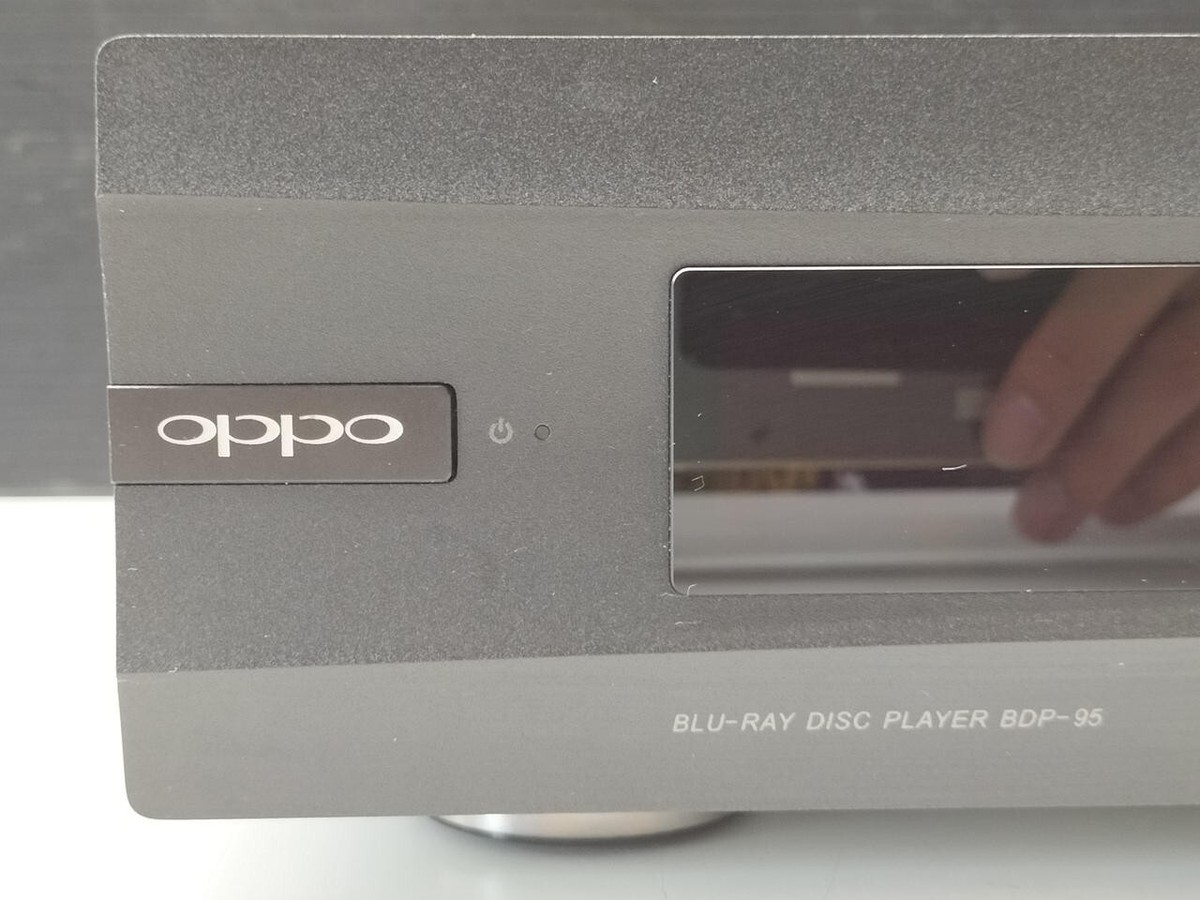 oppo
BLU-RAY DISC PLAYER BDP-95